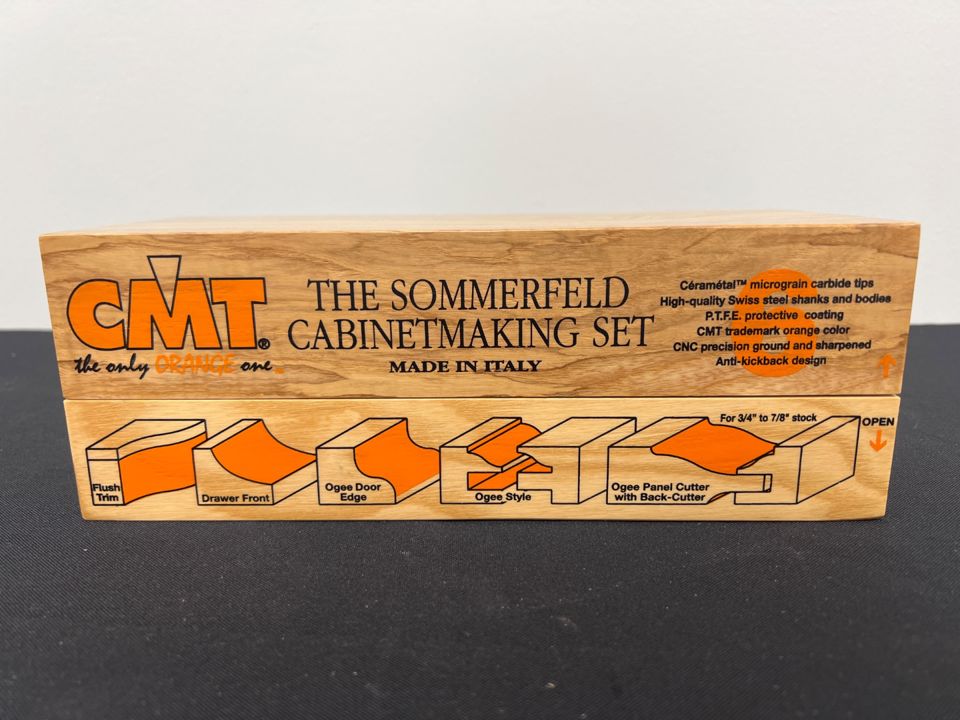 CMT®
the only ORANGE one™
THE SOMMERFELD
CABINETMAKING SET
MADE IN ITALY
Céramétal™ micrograin carbide tips
High-quality Swiss steel shanks and bodies
P.T.F.E. protective coating
CMT trademark orange color
CNC precision ground and sharpened
Anti-kickback design
Flush
Trim
Drawer Front
Ogee Door
Edge
Ogee Style
Ogee Panel Cutter
with Back-Cutter
For 3/4" to 7/8" stock
OPEN